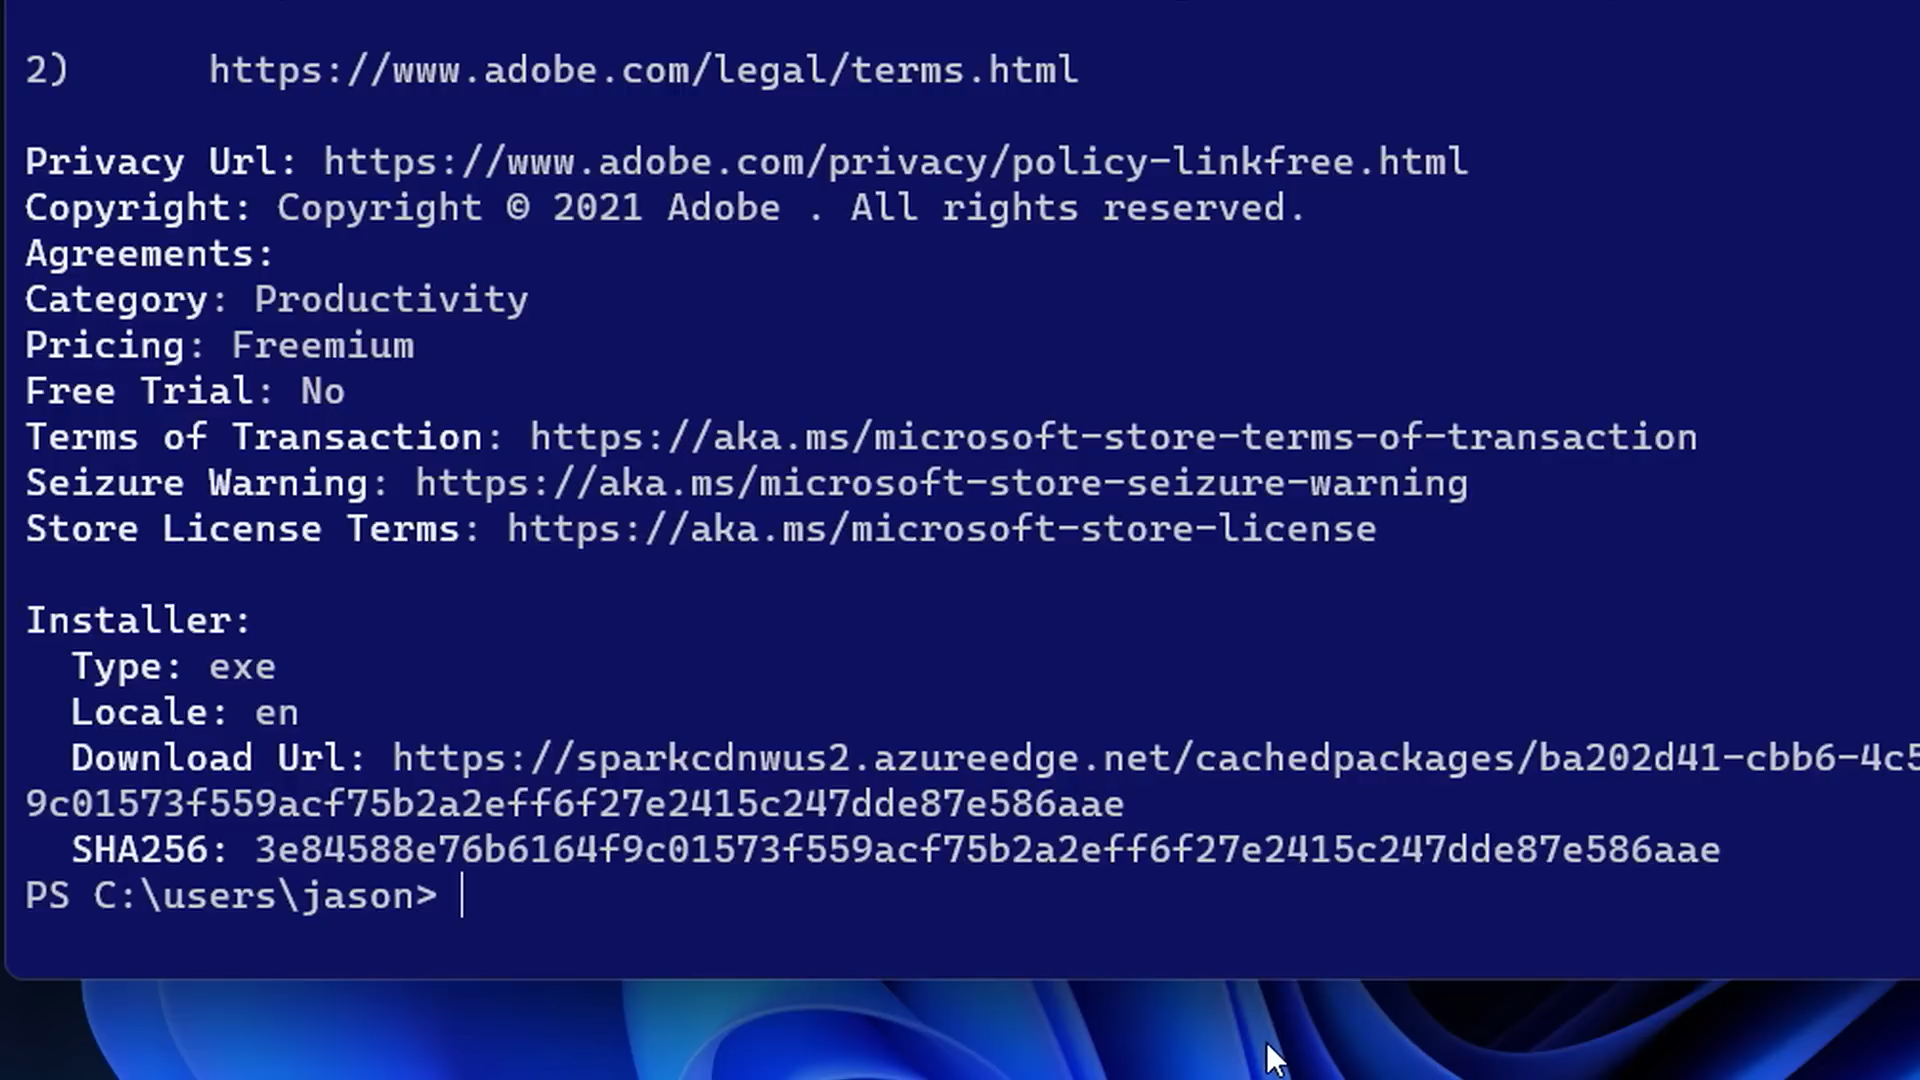 2) https://www.adobe.com/legal/terms.html
Privacy Url: https://www.adobe.com/privacy/policy-linkfree.html
Copyright: Copyright © 2021 Adobe . All rights reserved.
Agreements:
Category: Productivity
Pricing: Freemium
Free Trial: No
Terms of Transaction: https://aka.ms/microsoft-store-terms-of-transaction
Seizure Warning: https://aka.ms/microsoft-store-seizure-warning
Store License Terms: https://aka.ms/microsoft-store-license
Installer:
Type: exe
Locale: en
Download Url: https://sparkcdnwus2.azureedge.net/cachedpackages/ba202d41-cbb6-4c5
9c01573f559acf75b2a2eff6f27e2415c247dde87e586aae
SHA256: 3e84588e76b6164f9c01573f559acf75b2a2eff6f27e2415c247dde87e586aae
PS C:\users\jason>